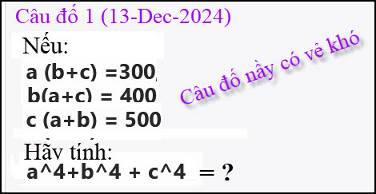 Câu đố 1 (13-Dec-2024)
Nếu:
a (b+c) =300,
b(a+c) = 400
c (a+b) = 500
Câu đố nầy có vẻ khó
Hãv tính:
a^4+b^4 + c^4 = ?